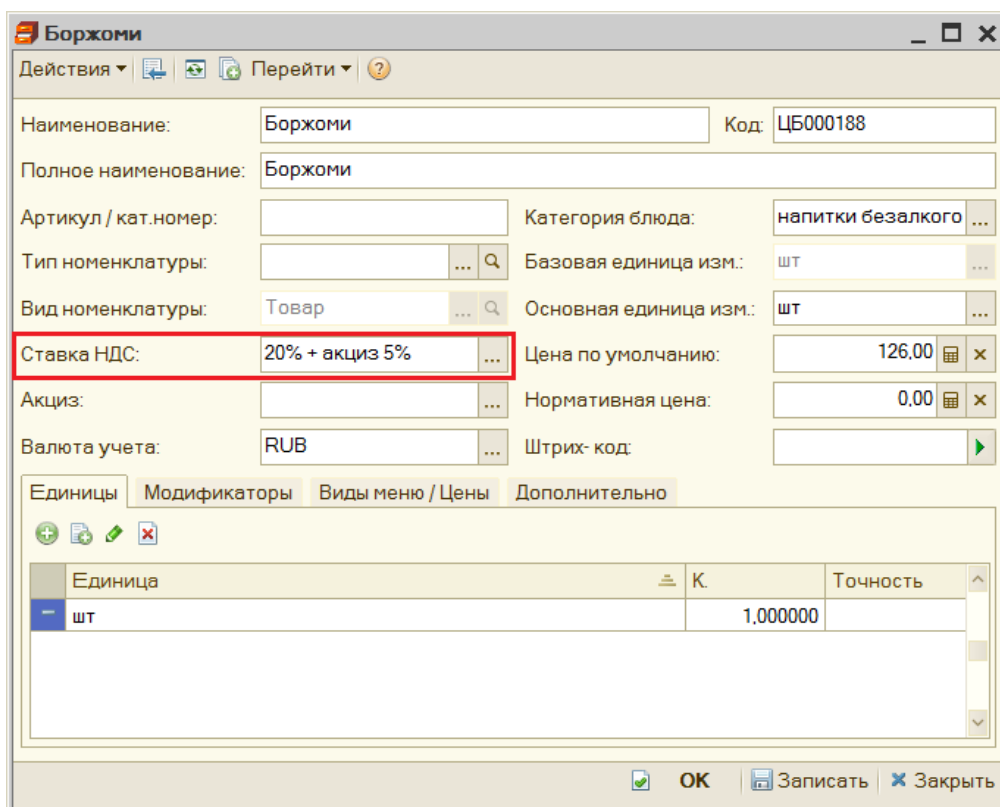 Боржоми
Действия Перейти
Наименование: Боржоми Код: ЦБ000188
Полное наименование: Боржоми
Артикул / кат.номер: Категория блюда: напитки безалкого ...
Тип номенклатуры: ... Базовая единица изм.: шт ...
Вид номенклатуры: Товар ... Основная единица изм.: шт ...
Ставка НДС: 20% + акциз 5% ... Цена по умолчанию: 126,00
Акциз: ... Нормативная цена: 0,00
Валюта учета: RUB ... Штрих- код:
Единицы Модификаторы Виды меню / Цены Дополнительно
Единица К. Точность
шт 1,000000
OK Записать Закрыть